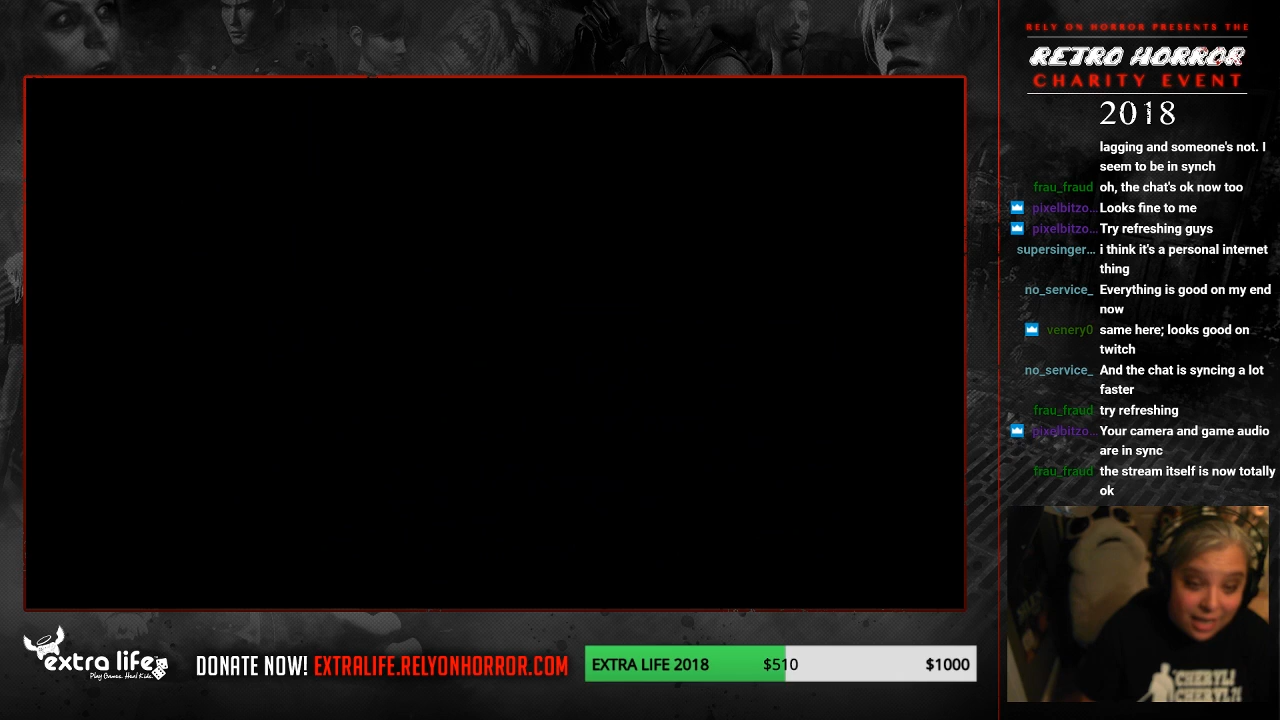 RELY ON HORROR PRESENTS THE
RETRO HORROR
CHARITY EVENT
2018
lagging and someone's not. I
seem to be in synch
frau_fraud oh, the chat's ok now too
pixelbitzo… Looks fine to me
pixelbitzo… Try refreshing guys
supersinger… i think it's a personal internet
thing
no_service_ Everything is good on my end
now
venery0 same here; looks good on
twitch
no_service_ And the chat is syncing a lot
faster
frau_fraud try refreshing
pixelbitzo… Your camera and game audio
are in sync
frau_fraud the stream itself is now totally
ok
extra life
Play Games. Heal Kids.
DONATE NOW! EXTRALIFE.RELYONHORROR.COM
EXTRA LIFE 2018 $510 $1000
CHERYL!